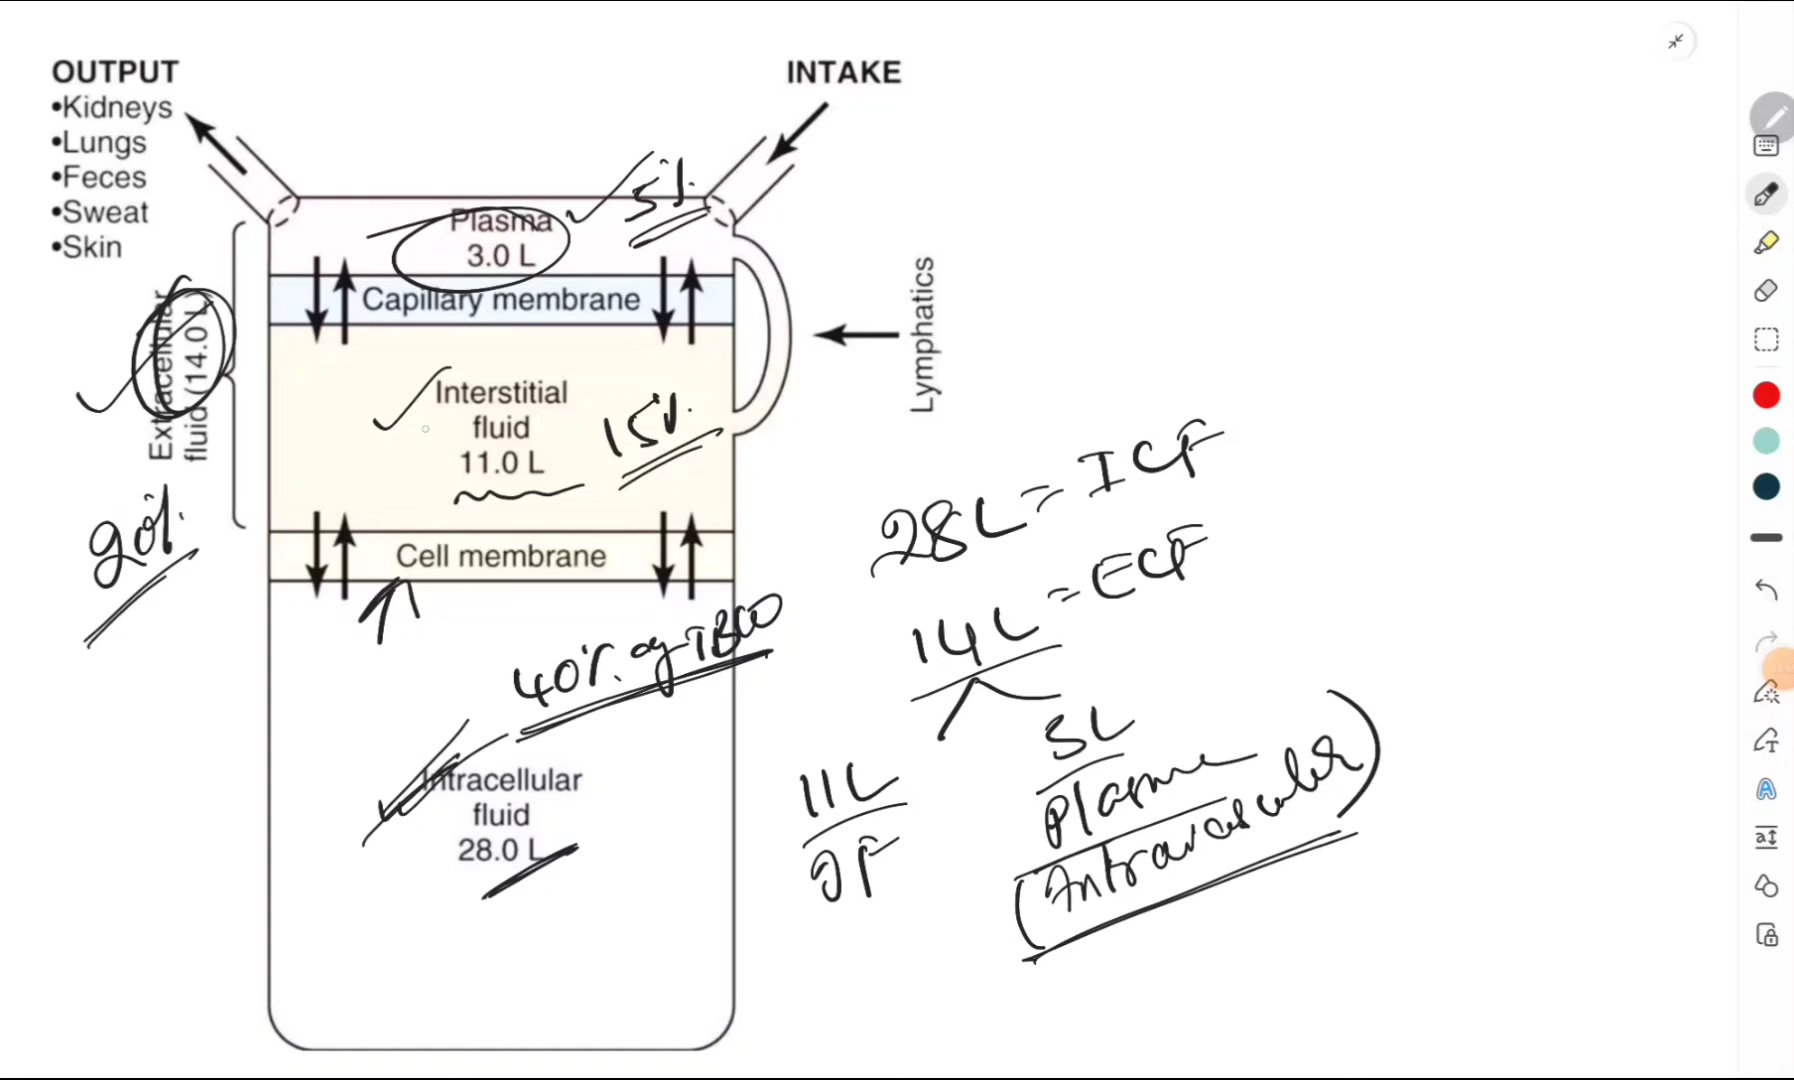 OUTPUT
•Kidneys
•Lungs
•Feces
•Sweat
•Skin
INTAKE
Plasma
3.0 L
5%.
Capillary membrane
Extracellular
fluid (14.0 L
Lymphatics
Interstitial
fluid
11.0 L
15%.
20%.
Cell membrane
40%. of TBW
Intracellular
fluid
28.0 L
28L = ICF
14L = ECF
11L
IF
3L
Plasma
(Intravascular)